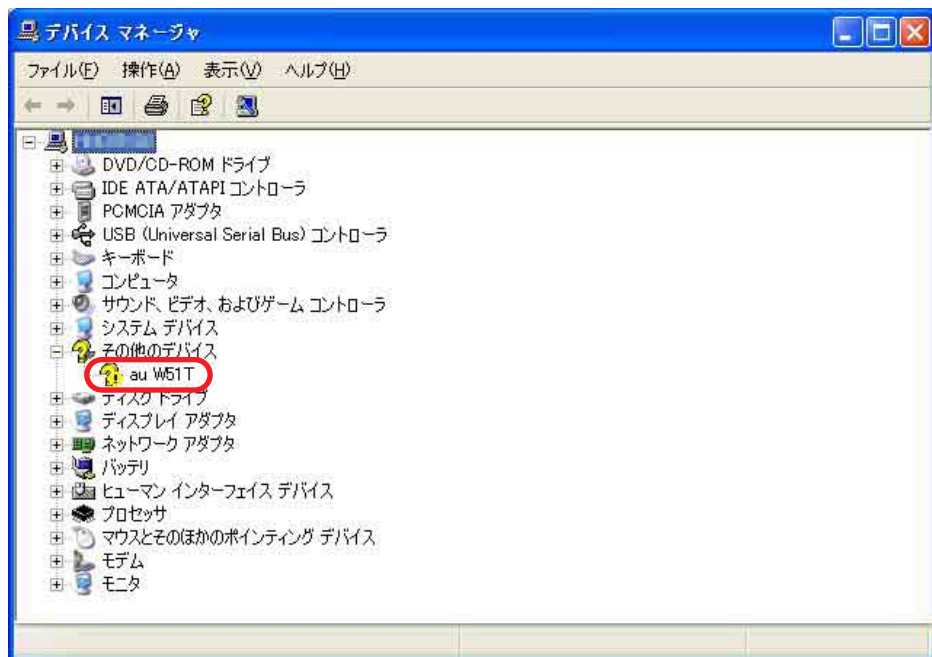 デバイス マネージャ
ファイル(F) 操作(A) 表示(V) ヘルプ(H)
DVD/CD-ROM ドライブ
IDE ATA/ATAPI コントローラ
PCMCIA アダプタ
USB (Universal Serial Bus) コントローラ
キーボード
コンピュータ
サウンド、ビデオ、およびゲーム コントローラ
システム デバイス
その他のデバイス
au W51T
ディスク ドライブ
ディスプレイ アダプタ
ネットワーク アダプタ
バッテリ
ヒューマン インターフェイス デバイス
プロセッサ
マウスとそのほかのポインティング デバイス
モデム
モニタ